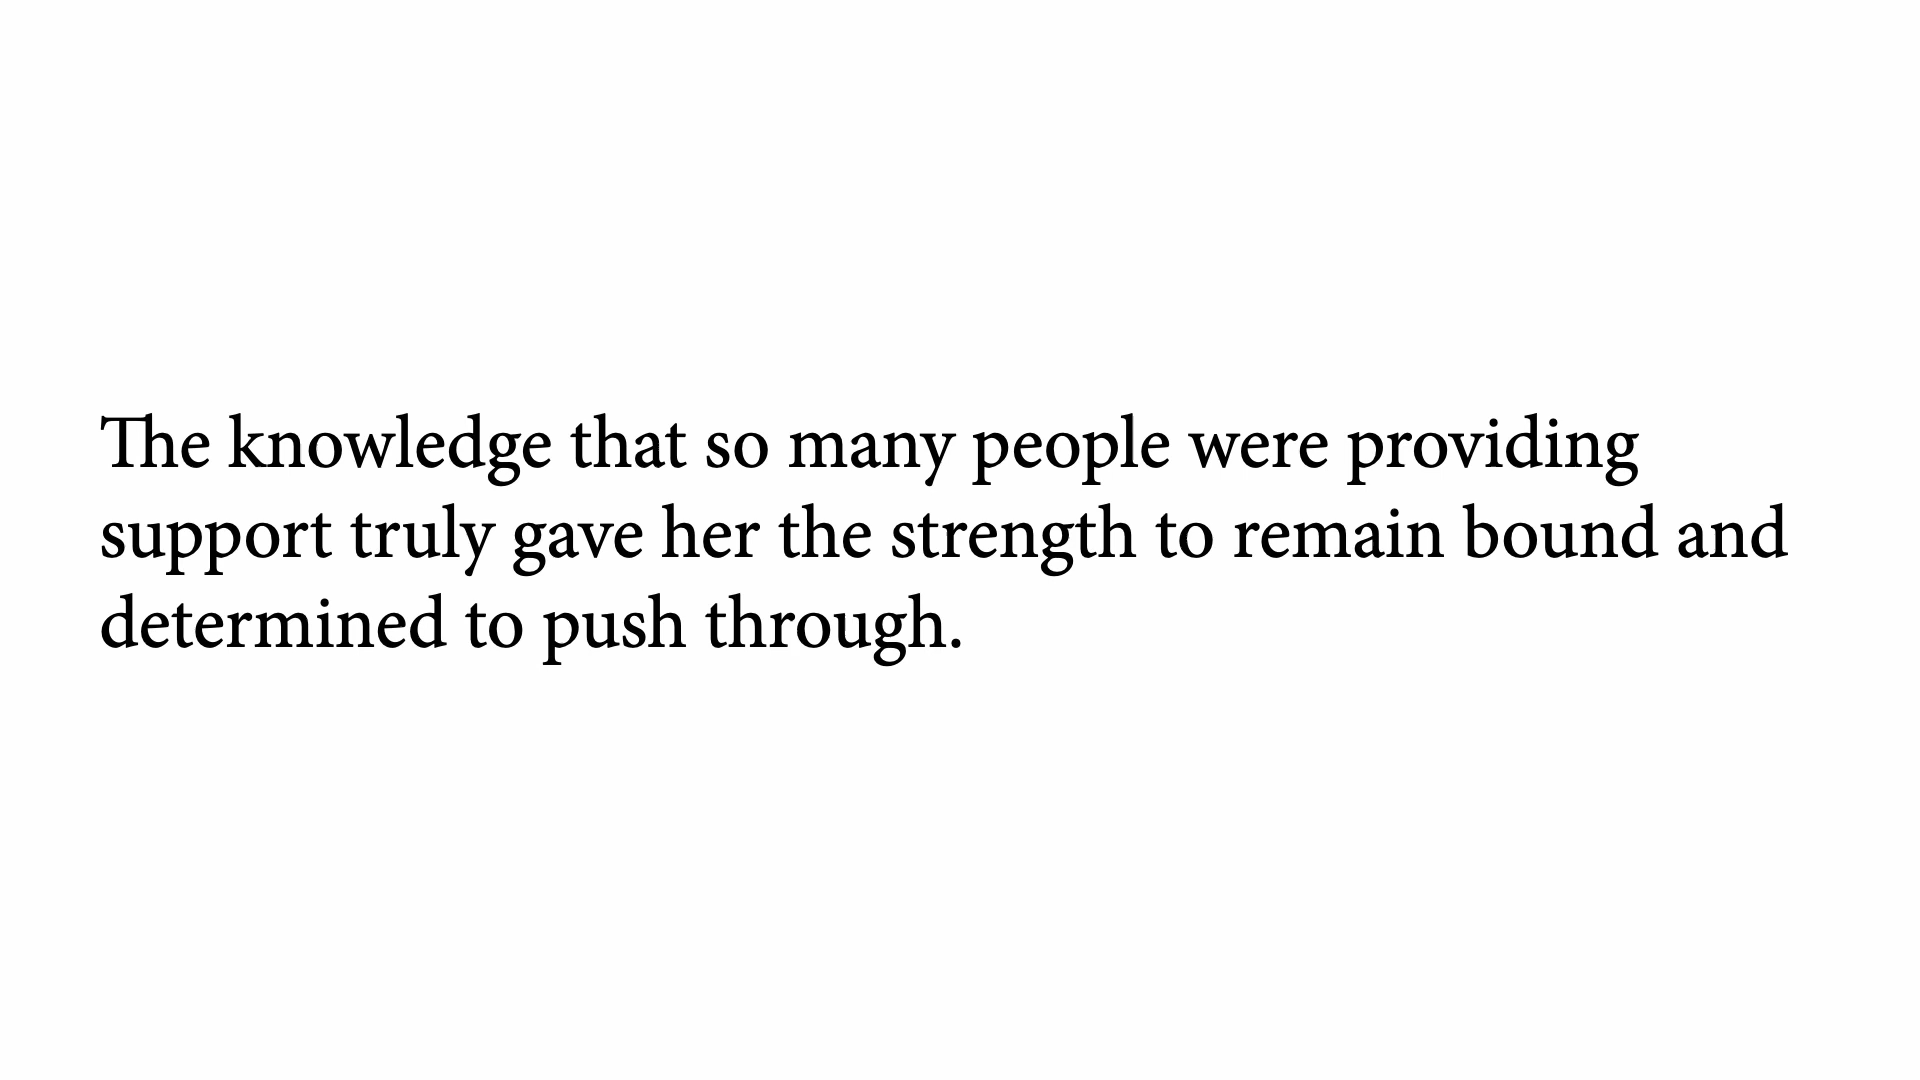 The knowledge that so many people were providing
support truly gave her the strength to remain bound and
determined to push through.